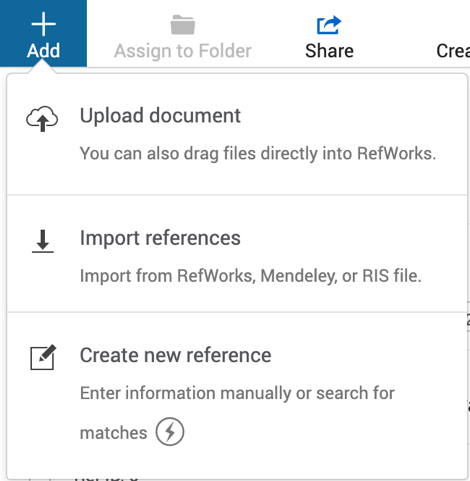 Add
Assign to Folder
Share
Upload document
You can also drag files directly into RefWorks.
Import references
Import from RefWorks, Mendeley, or RIS file.
Create new reference
Enter information manually or search for
matches